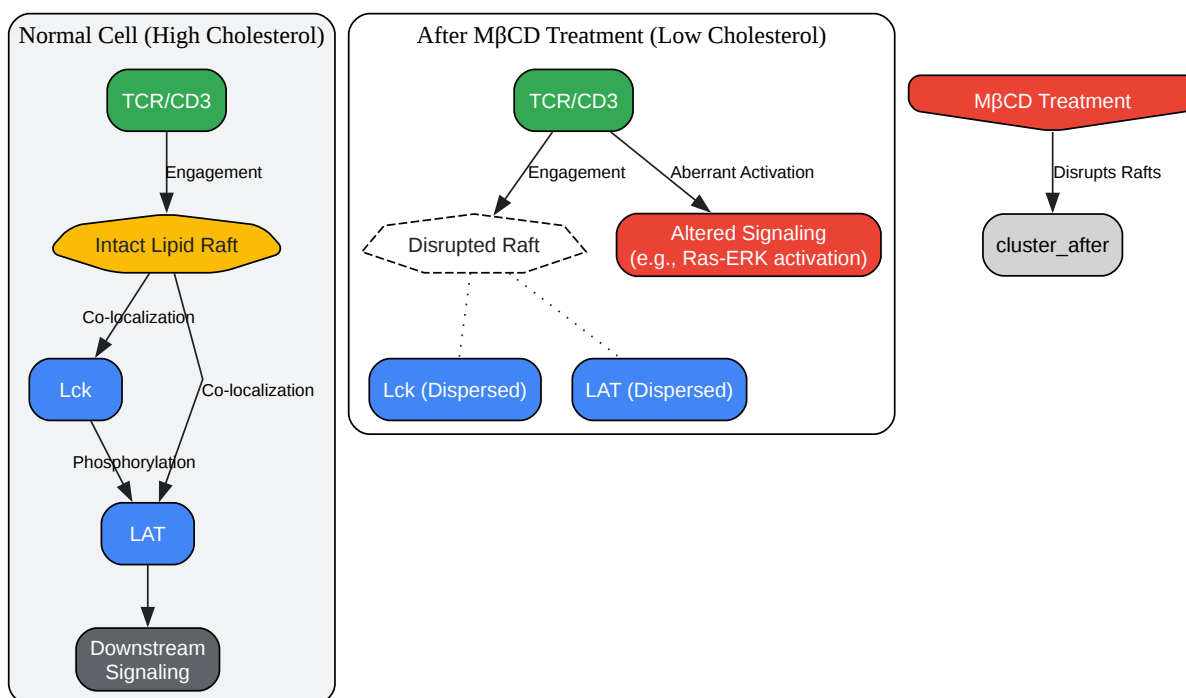 Normal Cell (High Cholesterol)
TCR/CD3
Engagement
Intact Lipid Raft
Co-localization
Co-localization
Lck
Phosphorylation
LAT
Downstream
Signaling
After MβCD Treatment (Low Cholesterol)
TCR/CD3
Engagement
Aberrant Activation
Disrupted Raft
Altered Signaling
(e.g., Ras-ERK activation)
Lck (Dispersed)
LAT (Dispersed)
MβCD Treatment
Disrupts Rafts
cluster_after